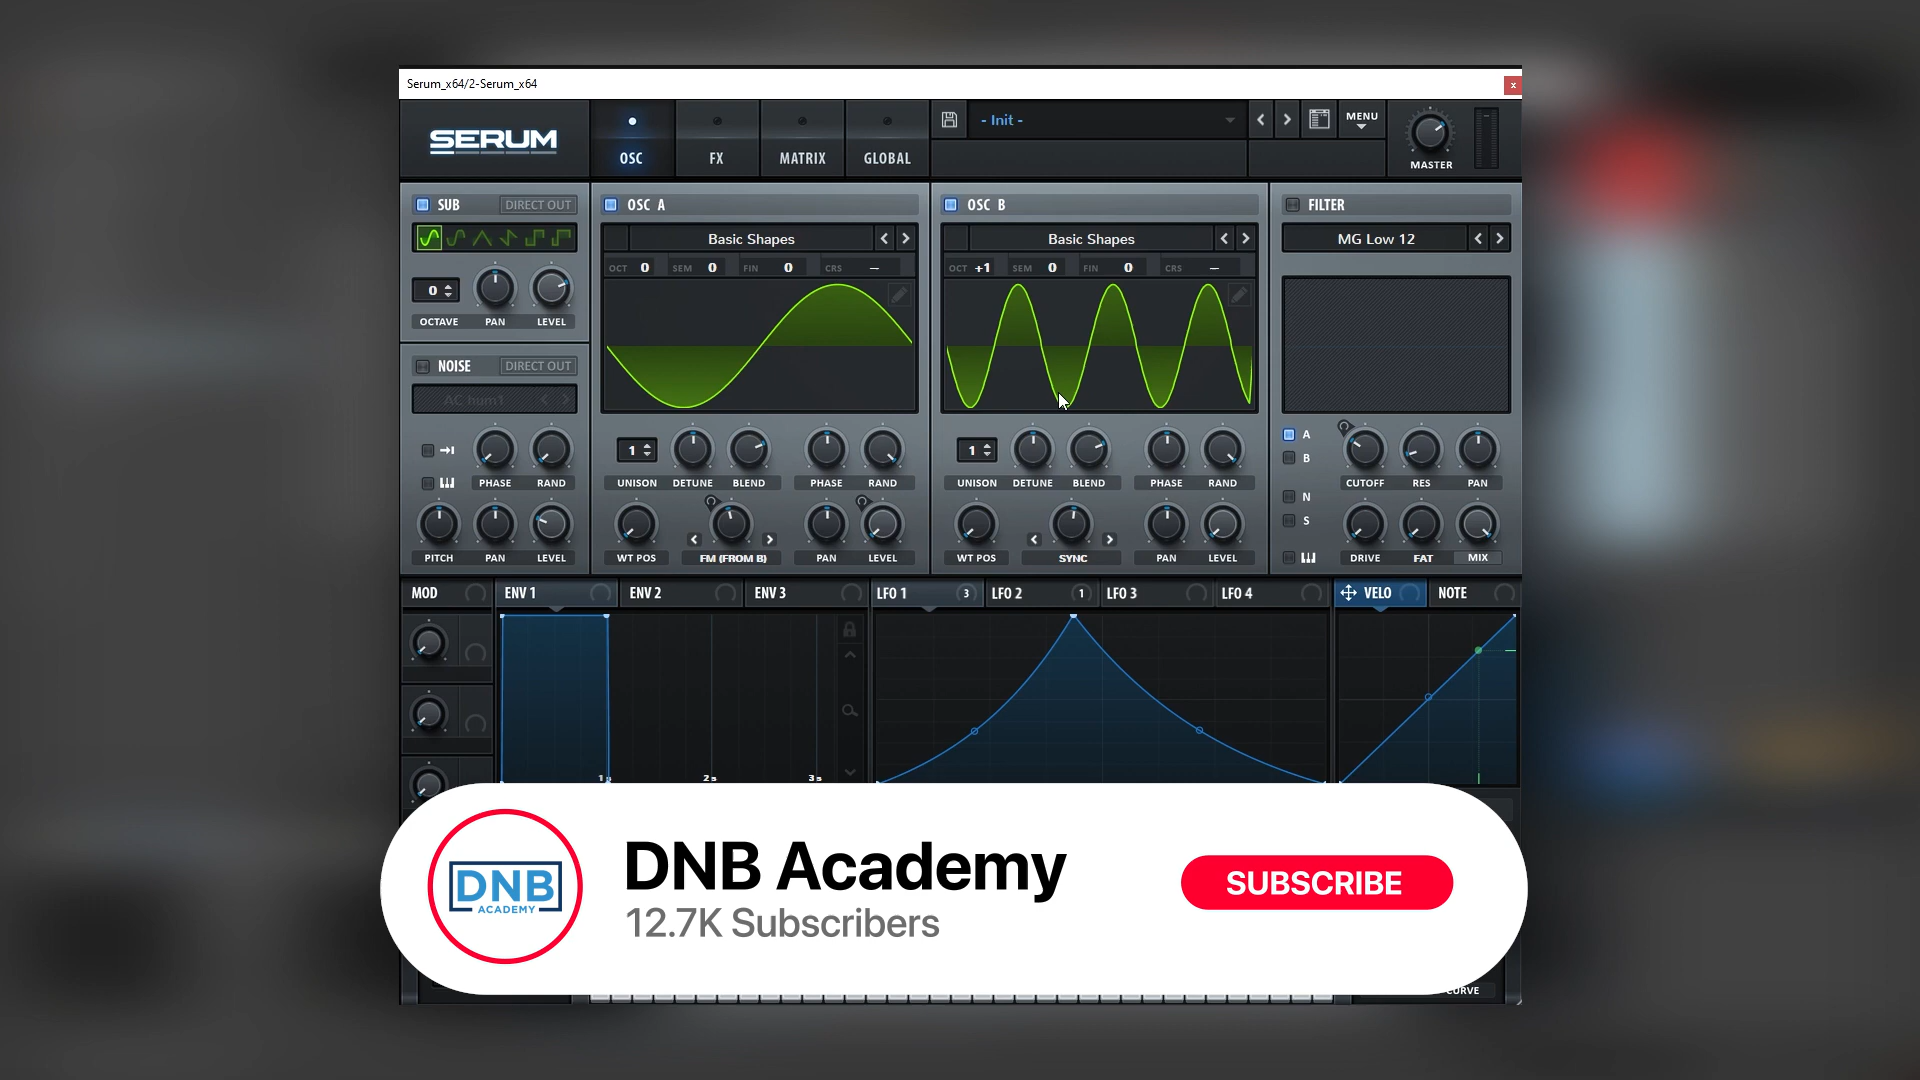 Serum_x64/2-Serum_x64
x
SERUM
OSC
FX
MATRIX
GLOBAL
- Init -
MENU
MASTER
SUB
DIRECT OUT
OSC A
OSC B
FILTER
Basic Shapes
Basic Shapes
MG Low 12
OCT 0 SEM 0 FIN 0 CRS --
OCT +1 SEM 0 FIN 0 CRS --
0
OCTAVE PAN LEVEL
NOISE
DIRECT OUT
AC hum1
A
B
N
S
PHASE RAND
1
UNISON DETUNE BLEND PHASE RAND
1
UNISON DETUNE BLEND PHASE RAND
CUTOFF RES PAN
PITCH PAN LEVEL
WT POS FM (FROM B) PAN LEVEL
WT POS SYNC PAN LEVEL
DRIVE FAT MIX
MOD
ENV 1
ENV 2
ENV 3
LFO 1 3
LFO 2 1
LFO 3
LFO 4
VELO
NOTE
1s
2s
3s
DNB
ACADEMY
DNB Academy
12.7K Subscribers
SUBSCRIBE
CURVE